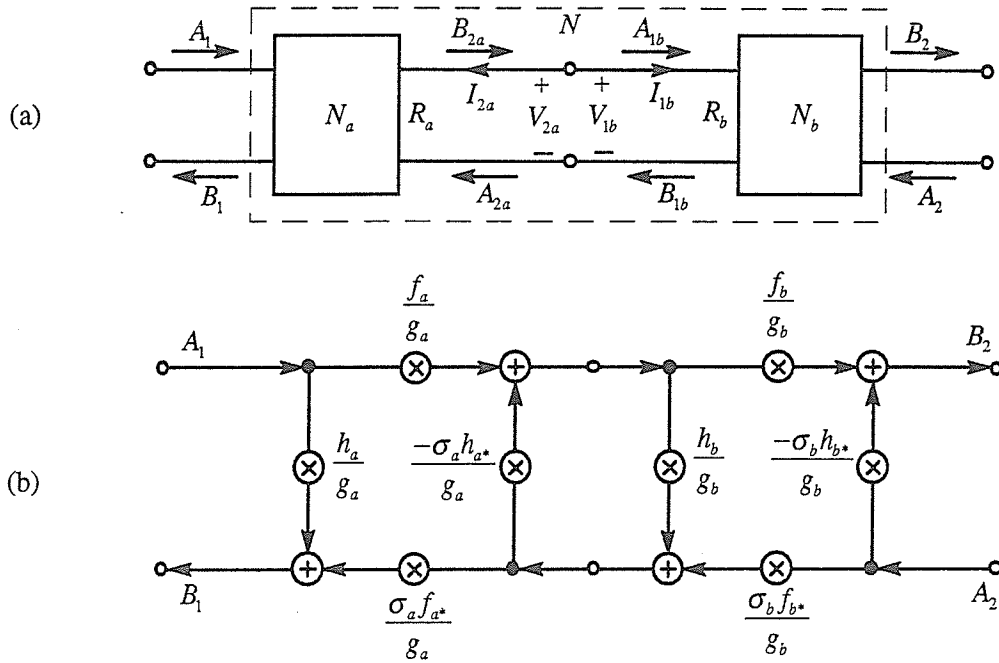 (a)
A₁ B₂ₐ N A₁b B₂
I₂ₐ + + I₁b
Nₐ Rₐ V₂ₐ V₁b Rb Nb
− −
B₁ A₂ₐ B₁b A₂
(b)
fₐ/gₐ fb/gb
A₁ × + × + B₂
× hₐ/gₐ −σₐhₐ*/gₐ × × hb/gb −σbhb*/gb ×
B₁ + × + × A₂
σₐfₐ*/gₐ σbfb*/gb